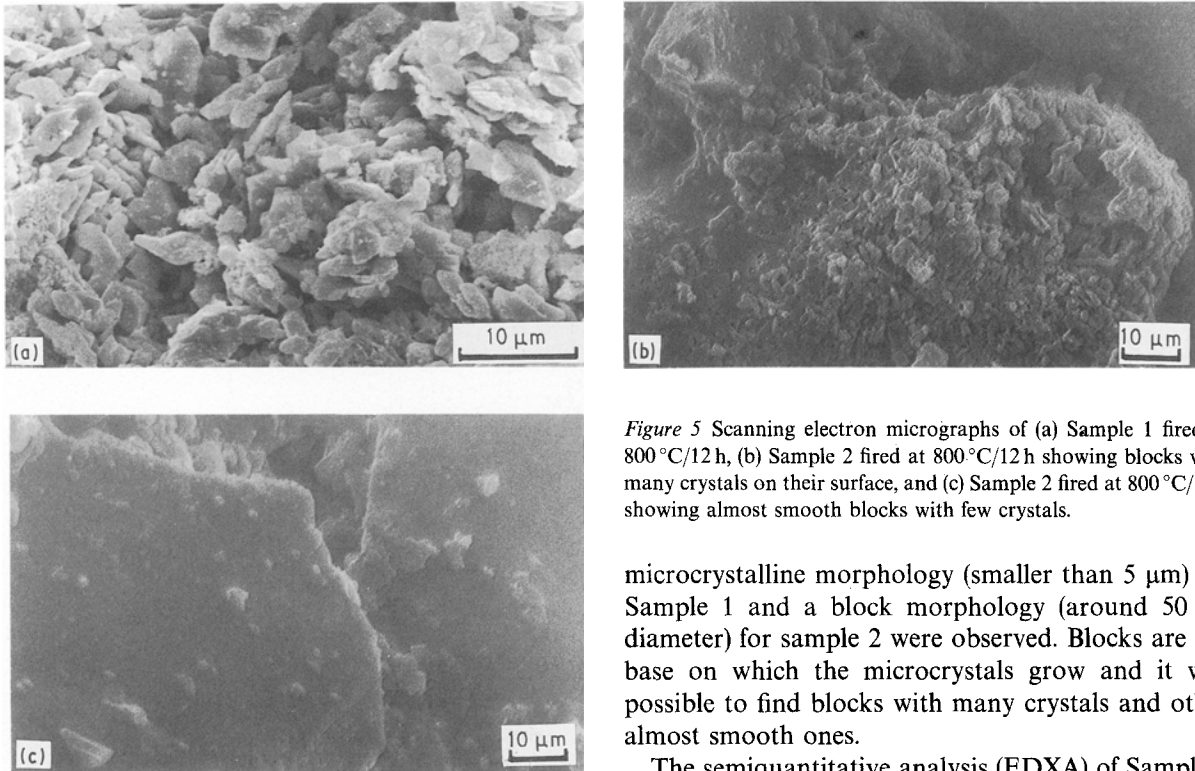 10 μm
(a)
10 μm
(b)
10 μm
(c)
Figure 5 Scanning electron micrographs of (a) Sample 1 fired
800 °C/12 h, (b) Sample 2 fired at 800 °C/12 h showing blocks
many crystals on their surface, and (c) Sample 2 fired at 800 °C/
showing almost smooth blocks with few crystals.
microcrystalline morphology (smaller than 5 μm)
Sample 1 and a block morphology (around 50
diameter) for sample 2 were observed. Blocks are
base on which the microcrystals grow and it
possible to find blocks with many crystals and
almost smooth ones.
The semiquantitative analysis (EDXA) of